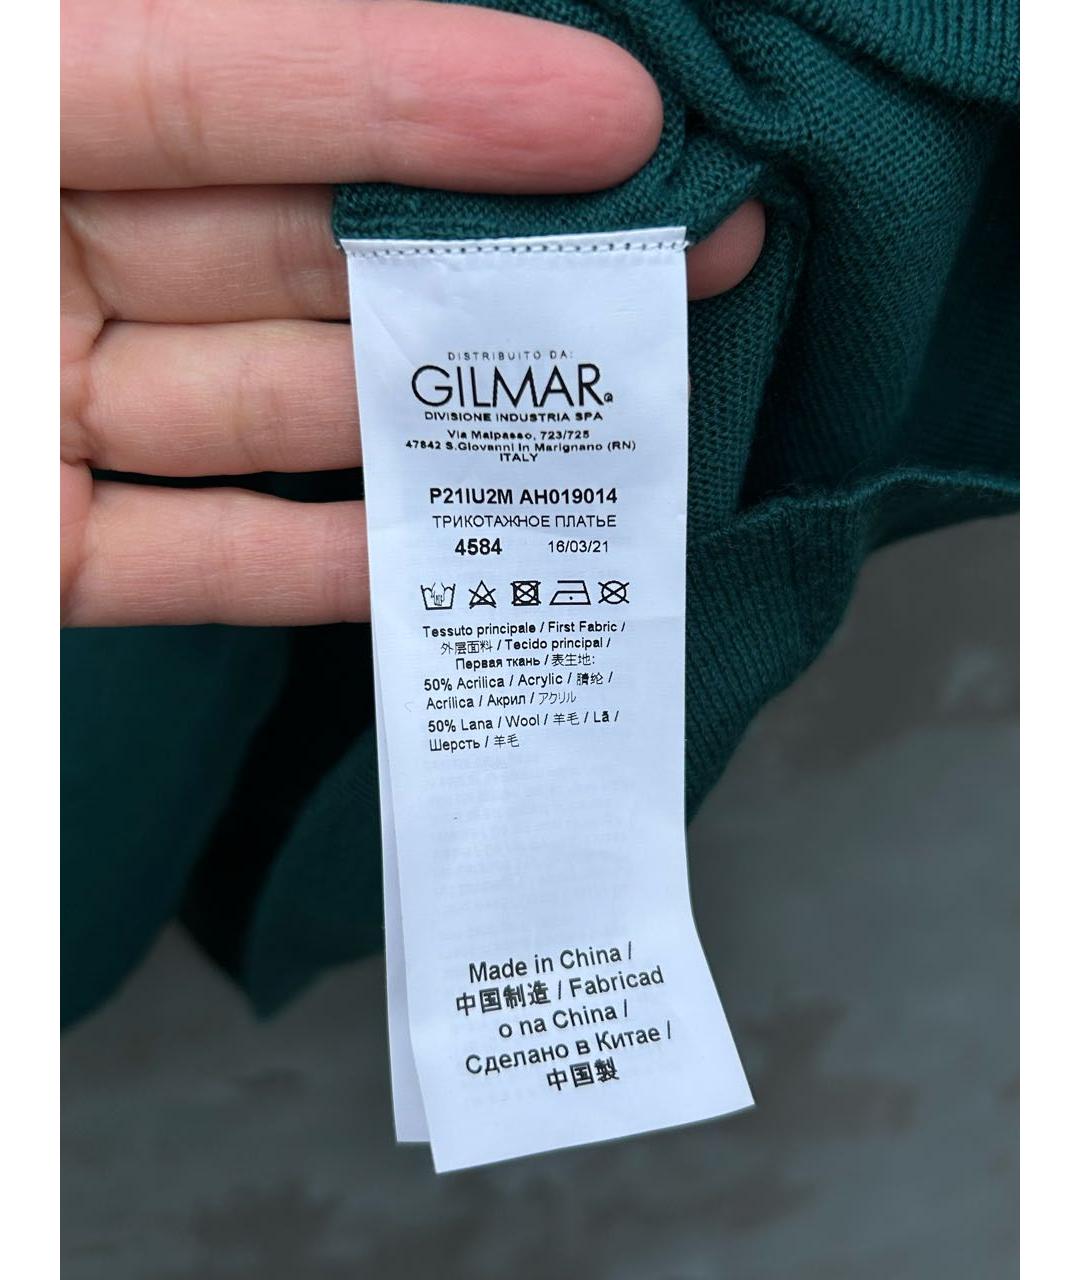 DISTRIBUITO DA:
GILMAR
DIVISIONE INDUSTRIA SPA
Via Malpasso, 723/725
47842 S.Giovanni In Marignano (RN)
ITALY
P21IU2M AH019014
ТРИКОТАЖНОЕ ПЛАТЬЕ
4584 16/03/21
Tessuto principale / First Fabric /
外层面料 / Tecido principal /
Первая ткань / 表生地:
50% Acrilica / Acrylic / 腈纶 /
Acrílica / Акрил / アクリル
50% Lana / Wool / 羊毛 / Lã /
Шерсть / 羊毛
Made in China /
中国制造 / Fabricad
o na China /
Сделано в Китае /
中国製